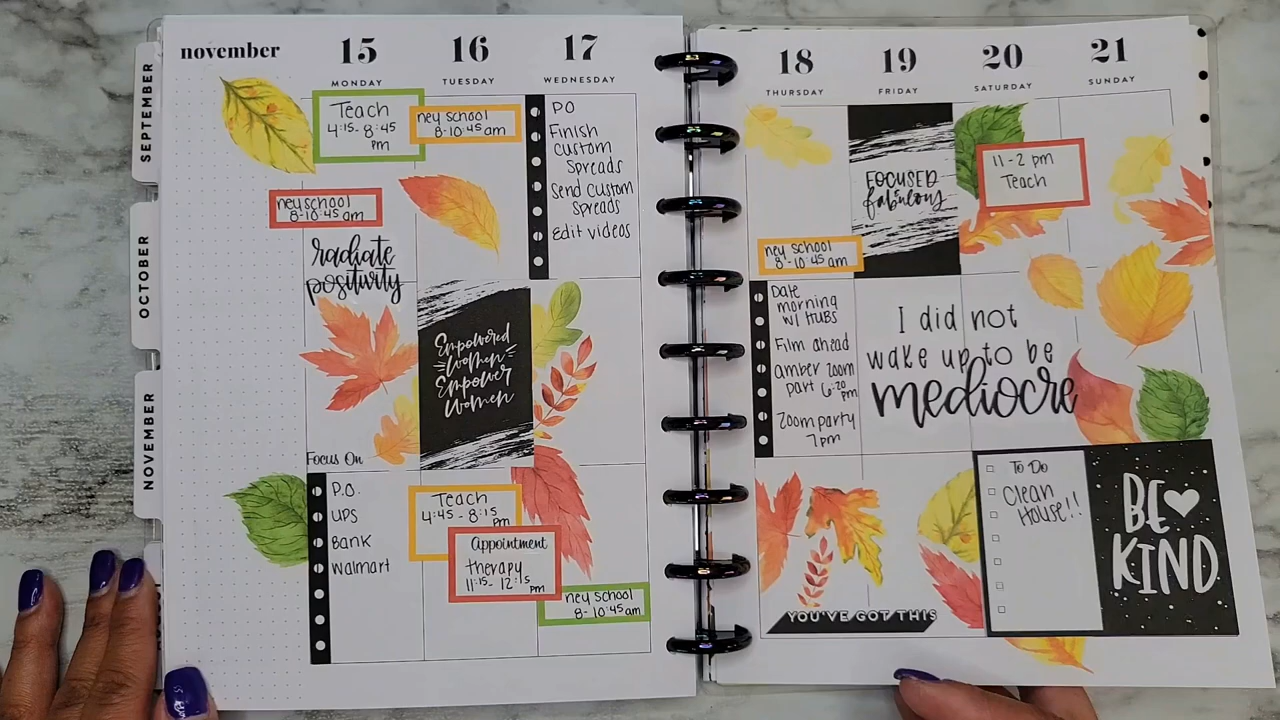 november
15
MONDAY
16
TUESDAY
17
WEDNESDAY
18
THURSDAY
19
FRIDAY
20
SATURDAY
21
SUNDAY
SEPTEMBER
OCTOBER
NOVEMBER
Teach
4:15-8:45
pm
ney school
8-10:45 am
radiate
positivity
Focus On
P.O.
UPS
Bank
Walmart
ney school
8-10:45 am
Empowered
Women
Empower
Women
Teach
4:45-8:15
pm
Appointment
therapy
11:15-12:15
pm
PO
Finish
Custom
Spreads
Send Custom
Spreads
Edit videos
ney school
8-10:45 am
ney school
8-10:45 am
Date
morning
w/ HUBS
Film ahead
amber zoom
part 6:20
pm
Zoom party
7pm
YOU'VE GOT THIS
FOCUSED
fabulous
I did not
wake up to be
mediocre
11-2 pm
Teach
To Do
Clean
House!!
BE
KIND